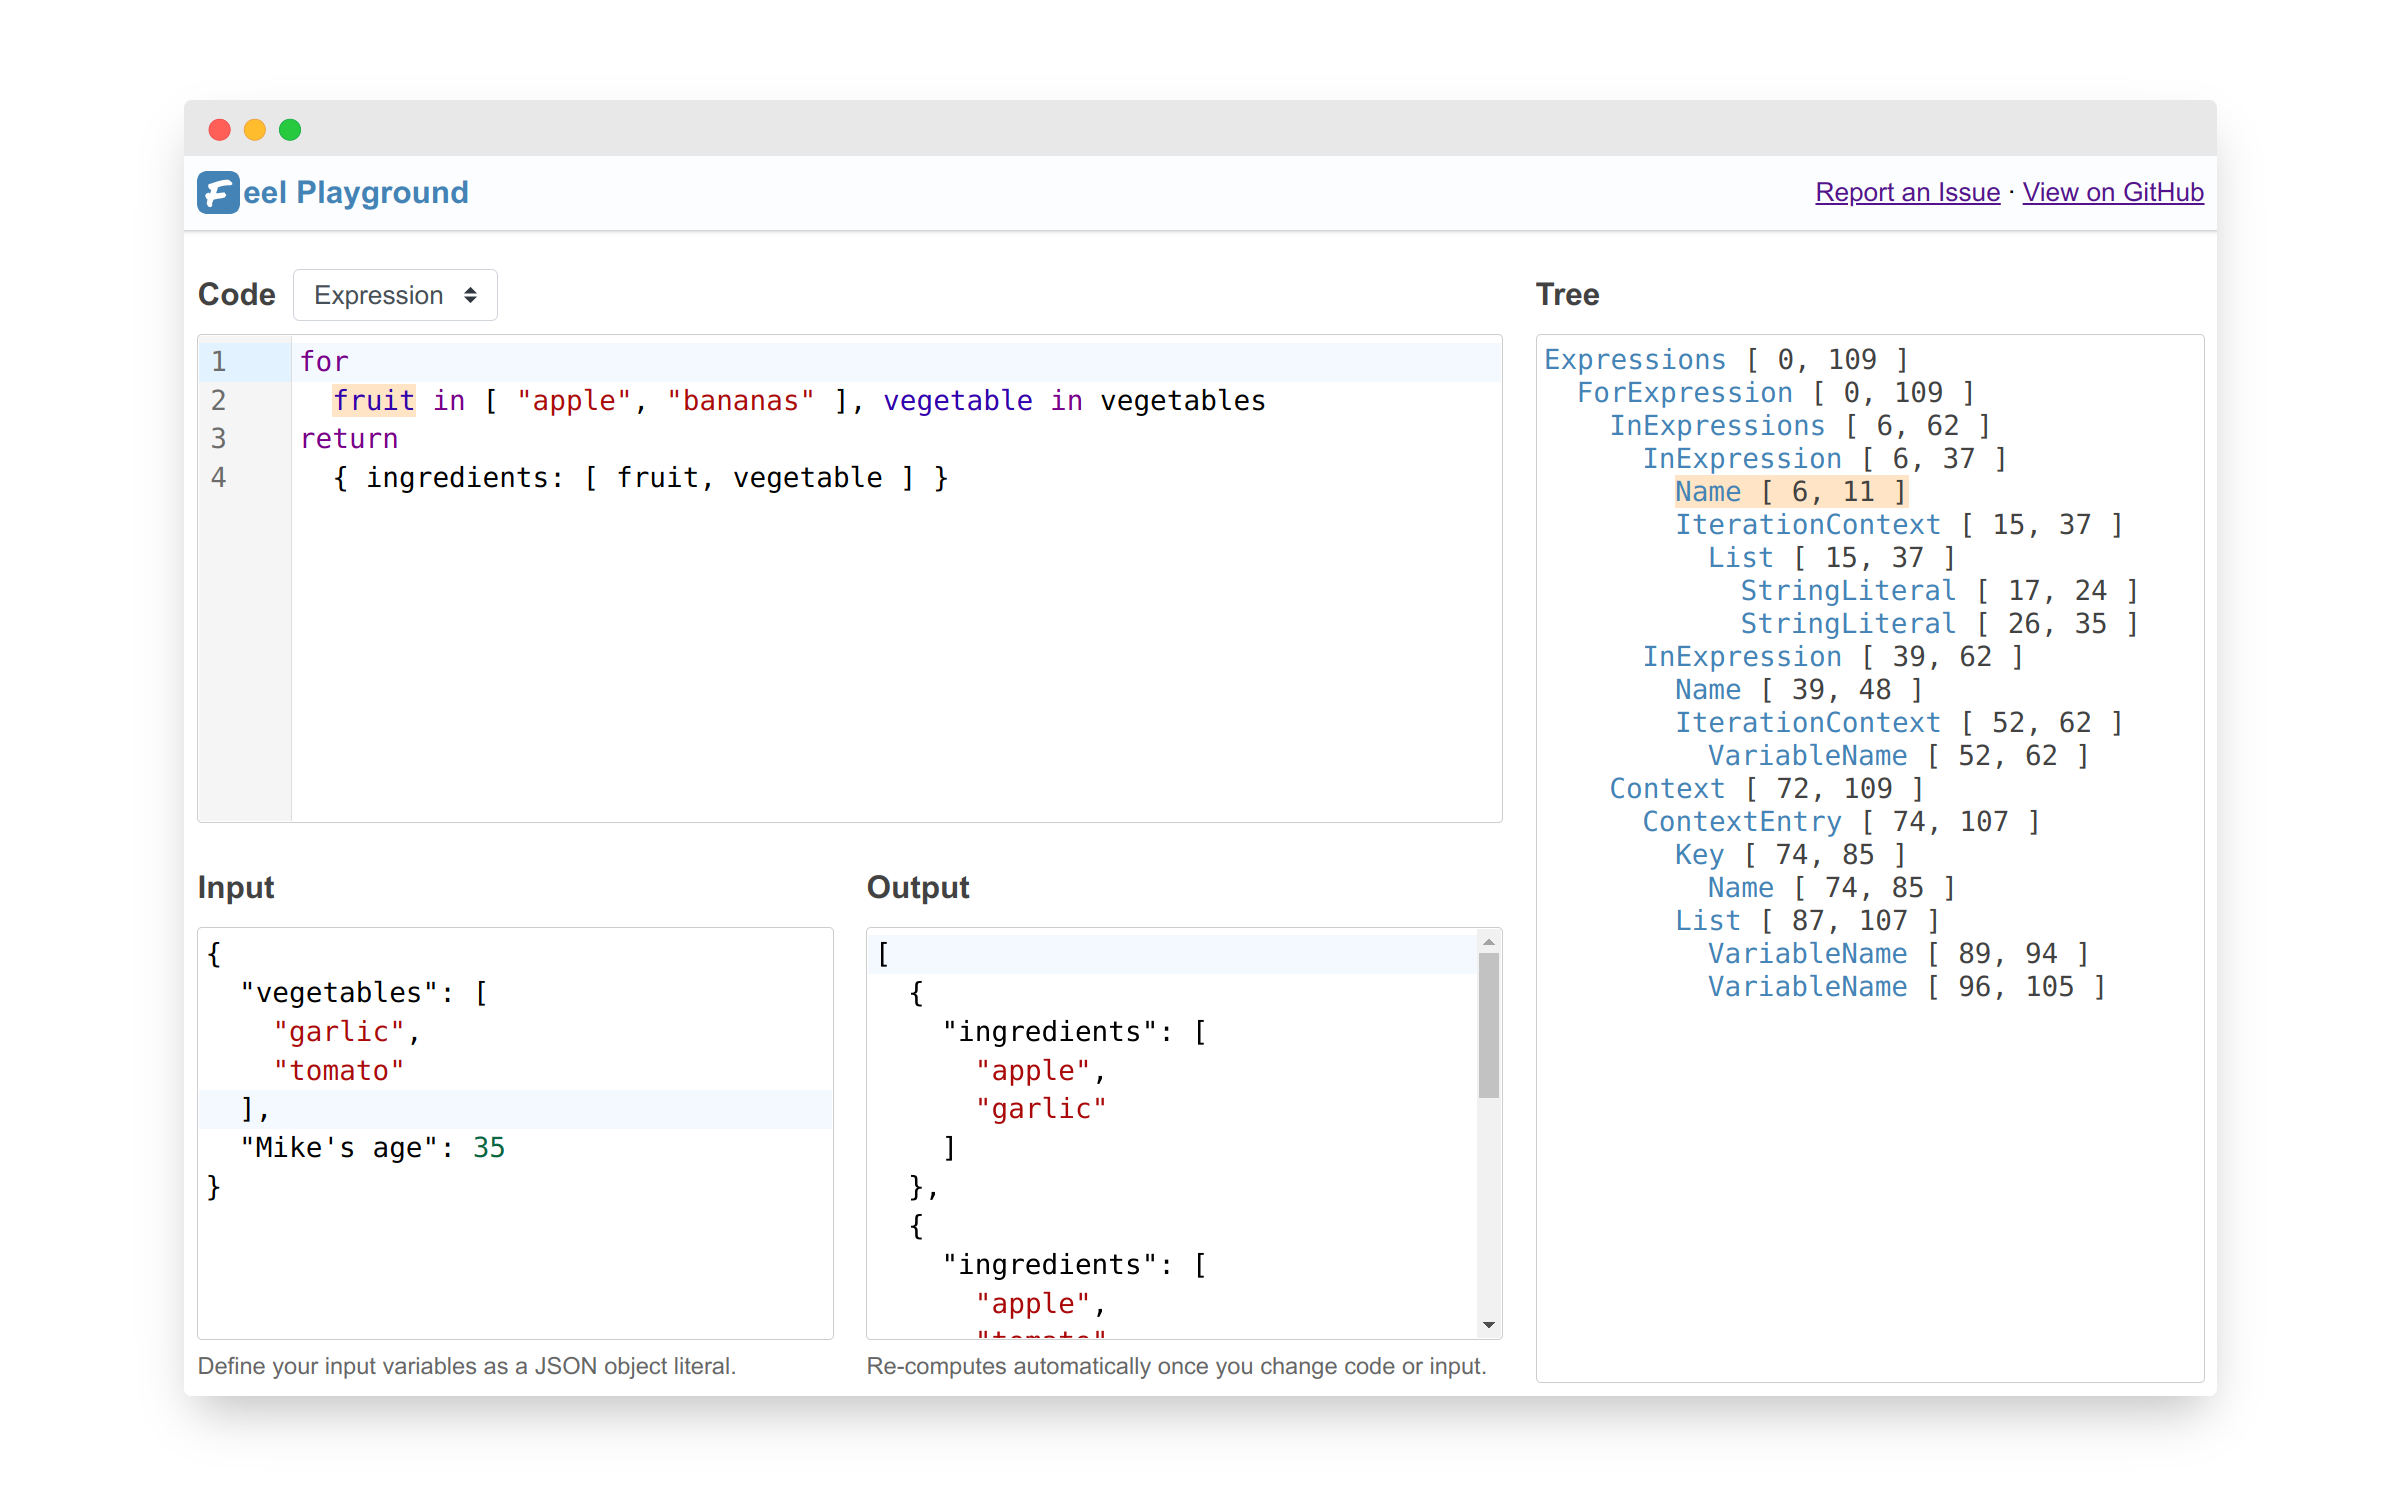 Feel Playground
Report an Issue · View on GitHub
Code Expression
1 for
2   fruit in [ "apple", "bananas" ], vegetable in vegetables
3 return
4   { ingredients: [ fruit, vegetable ] }
Input
{
  "vegetables": [
    "garlic",
    "tomato"
  ],
  "Mike's age": 35
}
Define your input variables as a JSON object literal.
Output
[
  {
    "ingredients": [
      "apple",
      "garlic"
    ]
  },
  {
    "ingredients": [
      "apple",
      "tomato"
Re-computes automatically once you change code or input.
Tree
Expressions [ 0, 109 ]
  ForExpression [ 0, 109 ]
    InExpressions [ 6, 62 ]
      InExpression [ 6, 37 ]
        Name [ 6, 11 ]
        IterationContext [ 15, 37 ]
          List [ 15, 37 ]
            StringLiteral [ 17, 24 ]
            StringLiteral [ 26, 35 ]
      InExpression [ 39, 62 ]
        Name [ 39, 48 ]
        IterationContext [ 52, 62 ]
          VariableName [ 52, 62 ]
    Context [ 72, 109 ]
      ContextEntry [ 74, 107 ]
        Key [ 74, 85 ]
          Name [ 74, 85 ]
        List [ 87, 107 ]
          VariableName [ 89, 94 ]
          VariableName [ 96, 105 ]